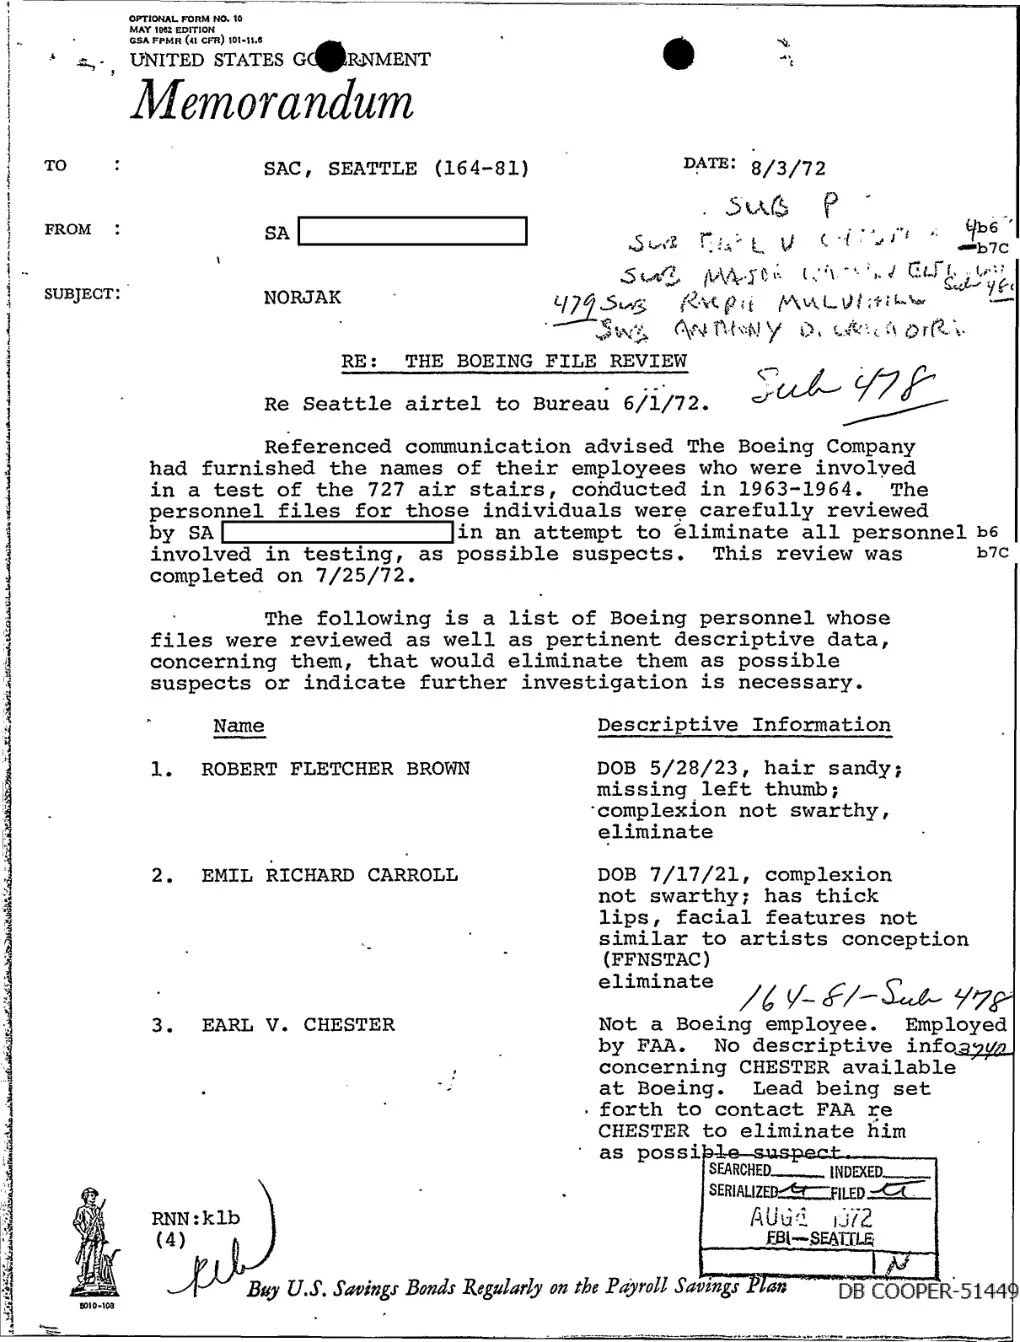 OPTIONAL FORM NO. 10
MAY 1962 EDITION
GSA FPMR (41 CFR) 101-11.6
UNITED STATES GO ERNMENT
Memorandum
TO : SAC, SEATTLE (164-81) DATE: 8/3/72
SUB P
FROM : SA b6
b7C
SUBJECT: NORJAK
479 SUB RALPH
SUB ANTHONY D.
RE: THE BOEING FILE REVIEW
Sub 478
Re Seattle airtel to Bureau 6/1/72.
Referenced communication advised The Boeing Company
had furnished the names of their employees who were involved
in a test of the 727 air stairs, conducted in 1963-1964. The
personnel files for those individuals were carefully reviewed
by SA in an attempt to eliminate all personnel b6
involved in testing, as possible suspects. This review was b7C
completed on 7/25/72.
The following is a list of Boeing personnel whose
files were reviewed as well as pertinent descriptive data,
concerning them, that would eliminate them as possible
suspects or indicate further investigation is necessary.
Name Descriptive Information
1. ROBERT FLETCHER BROWN DOB 5/28/23, hair sandy;
missing left thumb;
complexion not swarthy,
eliminate
2. EMIL RICHARD CARROLL DOB 7/17/21, complexion
not swarthy; has thick
lips, facial features not
similar to artists conception
(FFNSTAC)
eliminate
164-81-Sub 478
3. EARL V. CHESTER Not a Boeing employee. Employed
by FAA. No descriptive info
concerning CHESTER available
at Boeing. Lead being set
forth to contact FAA re
CHESTER to eliminate him
as possible suspect.
SEARCHED INDEXED
SERIALIZED FILED
AUG 1972
FBI—SEATTLE
RNN:klb
(4)
klb
Buy U.S. Savings Bonds Regularly on the Payroll Savings Plan
5010-108
DB COOPER-51449